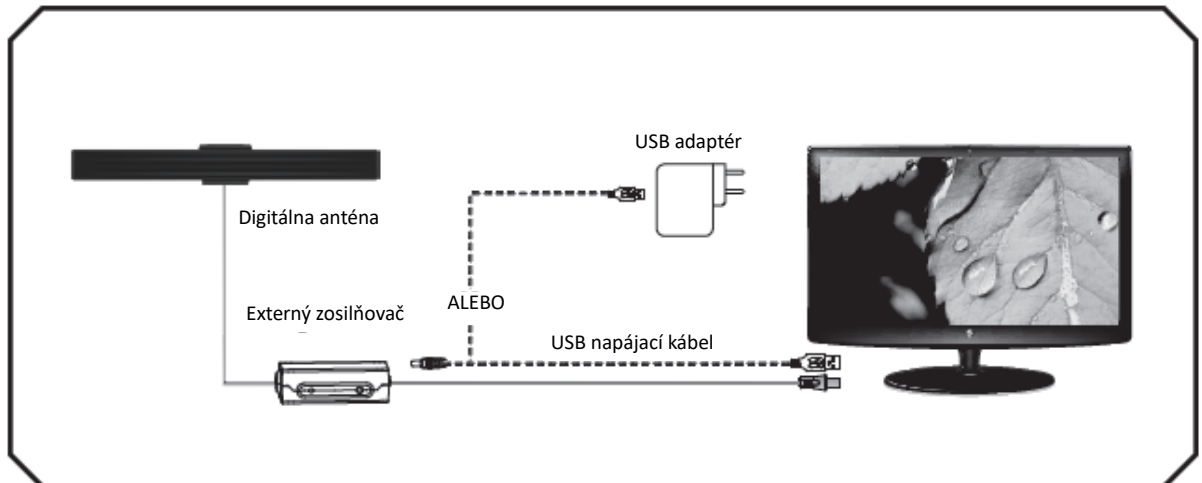 USB adaptér
Digitálna anténa
Externý zosilňovač
ALEBO
USB napájací kábel